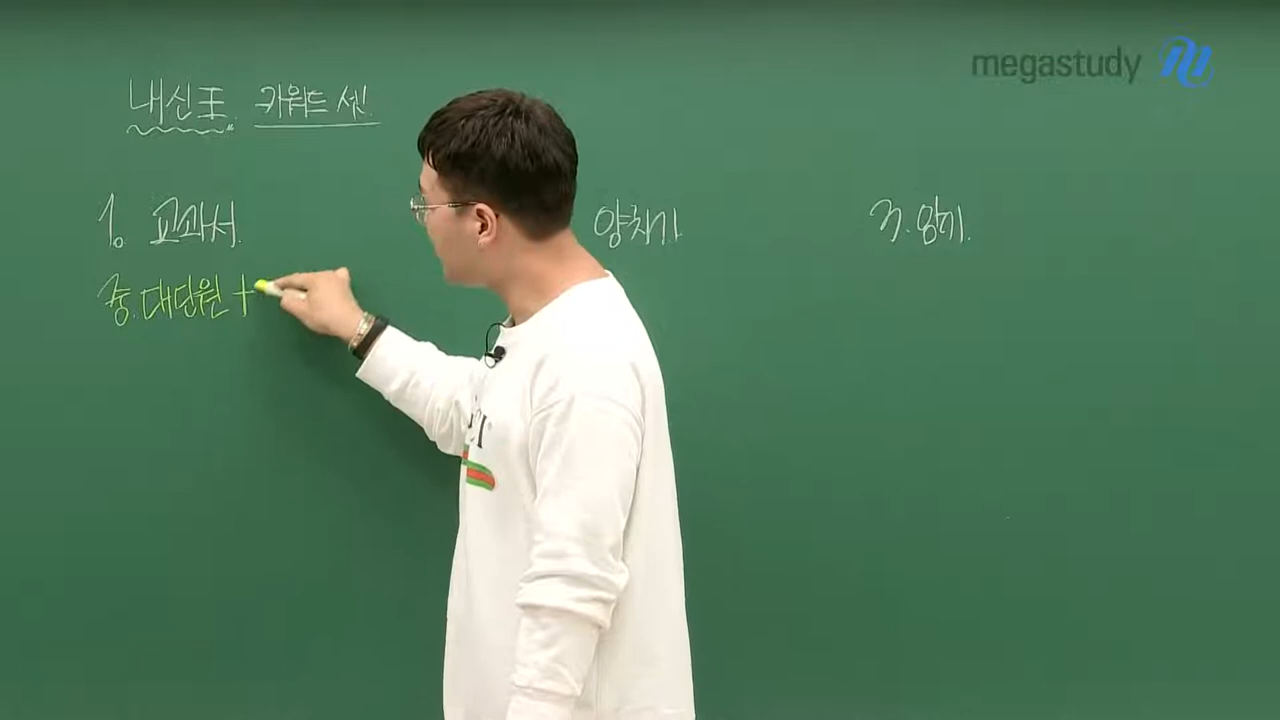 megastudy
내신王 키워드 셋!
1. 교과서.
양치기
3. 암기.
중.대단원 +